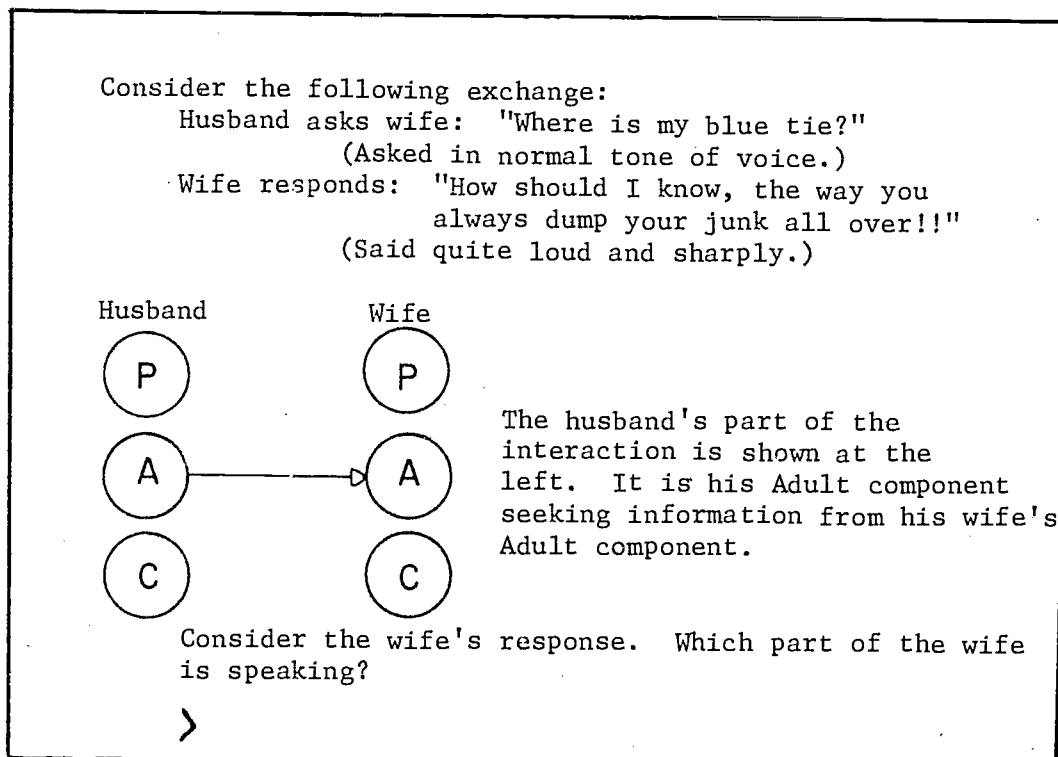 Consider the following exchange:
Husband asks wife: "Where is my blue tie?"
(Asked in normal tone of voice.)
Wife responds: "How should I know, the way you
always dump your junk all over!!"
(Said quite loud and sharply.)
Husband Wife
P P
The husband's part of the
interaction is shown at the
A A
left. It is his Adult component
seeking information from his wife's
Adult component.
C C
Consider the wife's response. Which part of the wife
is speaking?
>